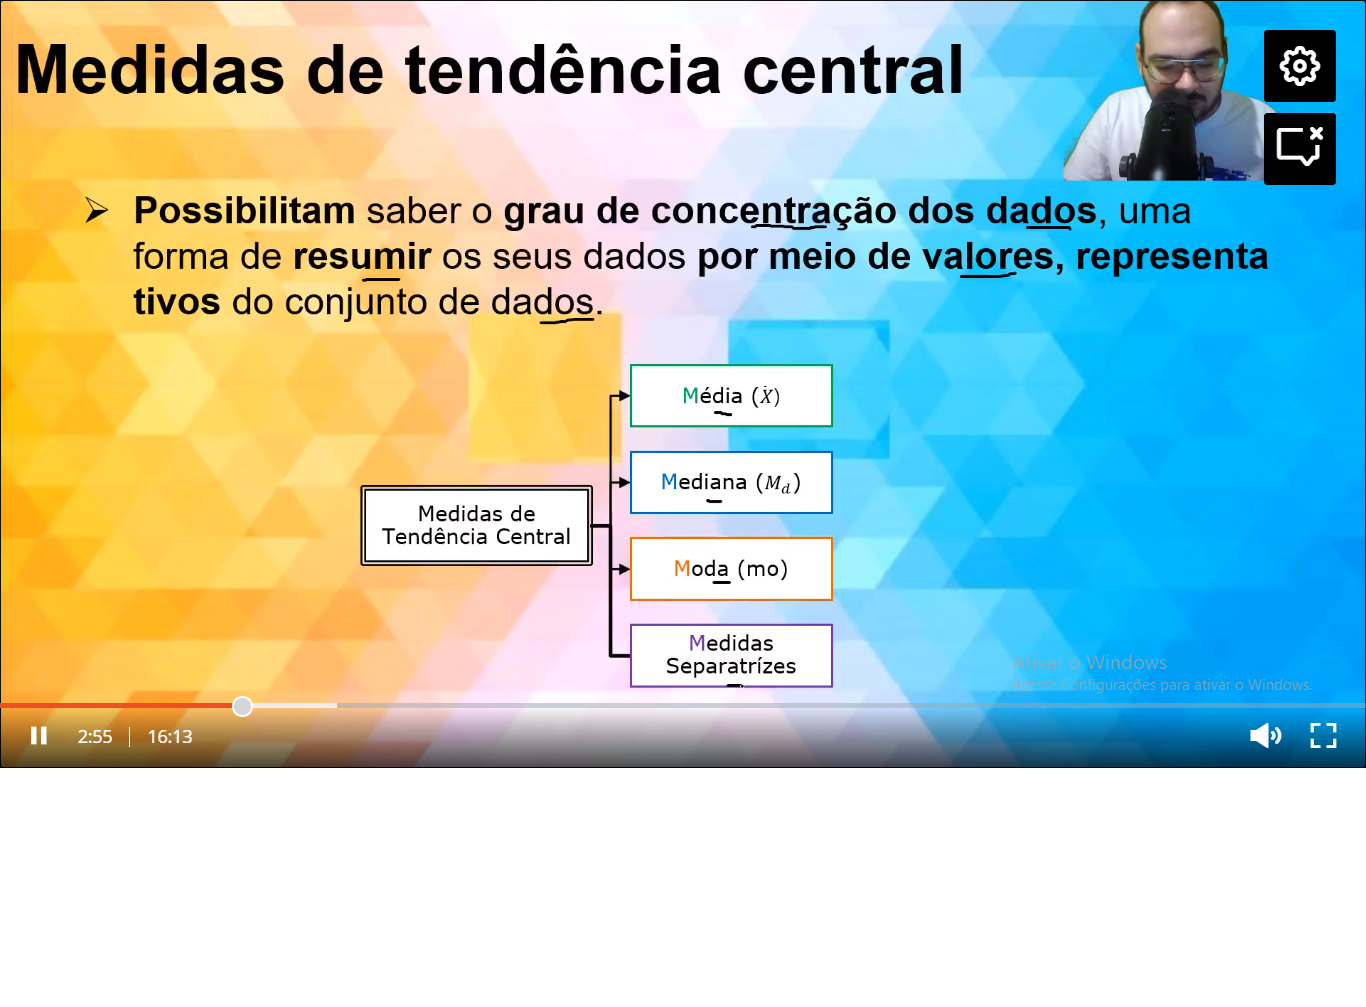 Medidas de tendência central
➢ Possibilitam saber o grau de concentração dos dados, uma
forma de resumir os seus dados por meio de valores, representa
tivos do conjunto de dados.
Média (Ẋ)
Mediana (M_d)
Medidas de
Tendência Central
Moda (mo)
Medidas
Separatrízes
Ativar o Windows
Acesse Configurações para ativar o Windows.
2:55 | 16:13